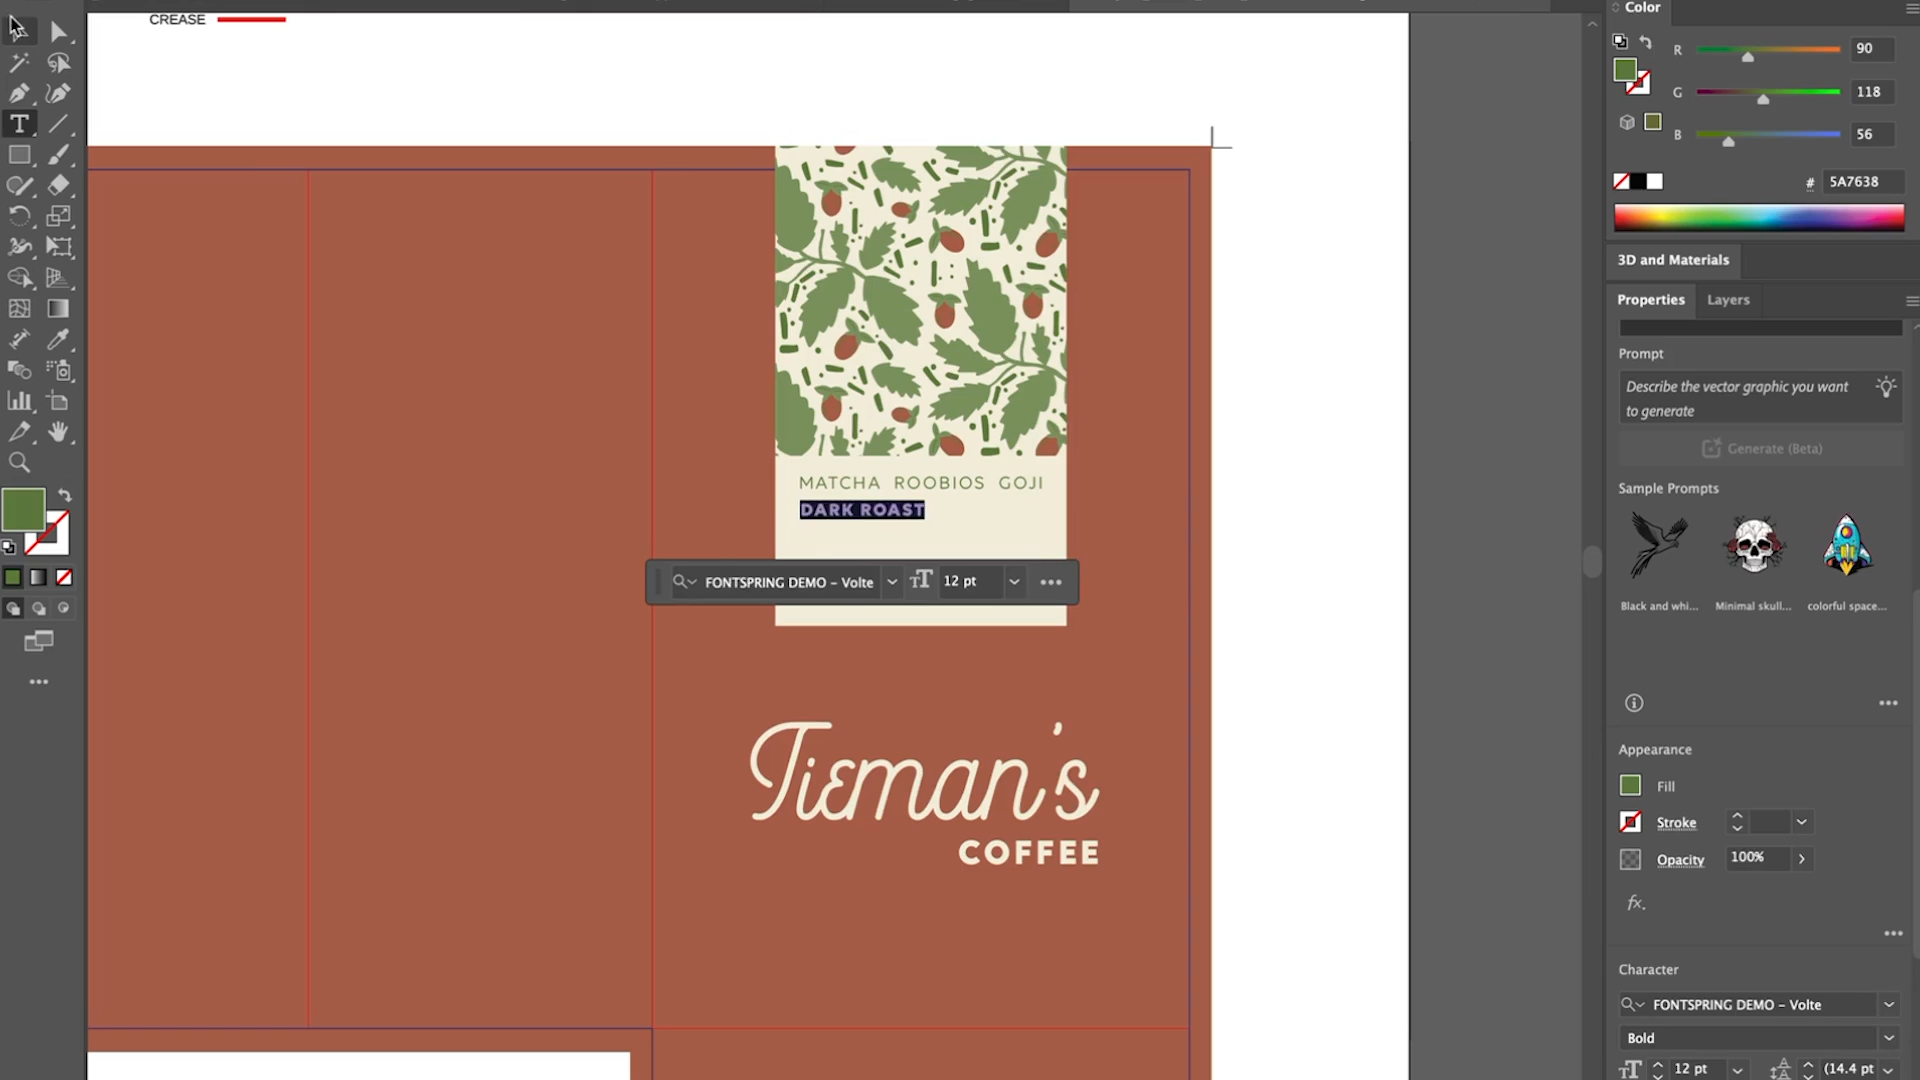 CREASE
Color
R 90
G 118
B 56
# 5A7638
3D and Materials
Properties Layers
Prompt
Describe the vector graphic you want
to generate
Generate (Beta)
Sample Prompts
Black and whi... Minimal skull... colorful space...
Appearance
Fill
Stroke
Opacity 100%
fx.
Character
FONTSPRING DEMO - Volte
Bold
12 pt (14.4 pt
MATCHA ROOBIOS GOJI
DARK ROAST
FONTSPRING DEMO - Volte 12 pt
Tieman's
COFFEE